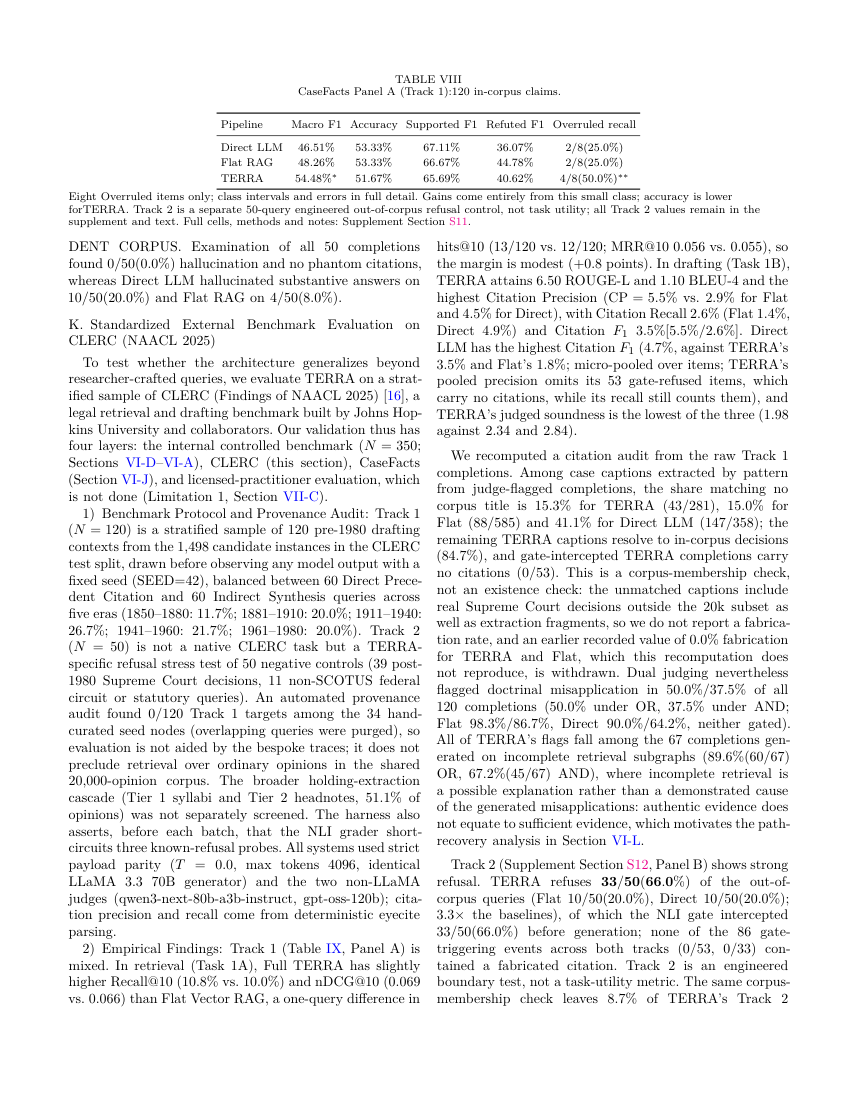 TABLE VIII
CaseFacts Panel A (Track 1):120 in-corpus claims.
Pipeline Macro F1 Accuracy Supported F1 Refuted F1 Overruled recall
Direct LLM 46.51% 53.33% 67.11% 36.07% 2/8(25.0%)
Flat RAG 48.26% 53.33% 66.67% 44.78% 2/8(25.0%)
TERRA 54.48%* 51.67% 65.69% 40.62% 4/8(50.0%)**
Eight Overruled items only; class intervals and errors in full detail. Gains come entirely from this small class; accuracy is lower
forTERRA. Track 2 is a separate 50-query engineered out-of-corpus refusal control, not task utility; all Track 2 values remain in the
supplement and text. Full cells, methods and notes: Supplement Section S11.
DENT CORPUS. Examination of all 50 completions
found 0/50(0.0%) hallucination and no phantom citations,
whereas Direct LLM hallucinated substantive answers on
10/50(20.0%) and Flat RAG on 4/50(8.0%).
K. Standardized External Benchmark Evaluation on
CLERC (NAACL 2025)
To test whether the architecture generalizes beyond
researcher-crafted queries, we evaluate TERRA on a strat-
ified sample of CLERC (Findings of NAACL 2025) [16], a
legal retrieval and drafting benchmark built by Johns Hop-
kins University and collaborators. Our validation thus has
four layers: the internal controlled benchmark (N = 350;
Sections VI-D–VI-A), CLERC (this section), CaseFacts
(Section VI-J), and licensed-practitioner evaluation, which
is not done (Limitation 1, Section VII-C).
1) Benchmark Protocol and Provenance Audit: Track 1
(N = 120) is a stratified sample of 120 pre-1980 drafting
contexts from the 1,498 candidate instances in the CLERC
test split, drawn before observing any model output with a
fixed seed (SEED=42), balanced between 60 Direct Prece-
dent Citation and 60 Indirect Synthesis queries across
five eras (1850–1880: 11.7%; 1881–1910: 20.0%; 1911–1940:
26.7%; 1941–1960: 21.7%; 1961–1980: 20.0%). Track 2
(N = 50) is not a native CLERC task but a TERRA-
specific refusal stress test of 50 negative controls (39 post-
1980 Supreme Court decisions, 11 non-SCOTUS federal
circuit or statutory queries). An automated provenance
audit found 0/120 Track 1 targets among the 34 hand-
curated seed nodes (overlapping queries were purged), so
evaluation is not aided by the bespoke traces; it does not
preclude retrieval over ordinary opinions in the shared
20,000-opinion corpus. The broader holding-extraction
cascade (Tier 1 syllabi and Tier 2 headnotes, 51.1% of
opinions) was not separately screened. The harness also
asserts, before each batch, that the NLI grader short-
circuits three known-refusal probes. All systems used strict
payload parity (T = 0.0, max tokens 4096, identical
LLaMA 3.3 70B generator) and the two non-LLaMA
judges (qwen3-next-80b-a3b-instruct, gpt-oss-120b); cita-
tion precision and recall come from deterministic eyecite
parsing.
2) Empirical Findings: Track 1 (Table IX, Panel A) is
mixed. In retrieval (Task 1A), Full TERRA has slightly
higher Recall@10 (10.8% vs. 10.0%) and nDCG@10 (0.069
vs. 0.066) than Flat Vector RAG, a one-query difference in
hits@10 (13/120 vs. 12/120; MRR@10 0.056 vs. 0.055), so
the margin is modest (+0.8 points). In drafting (Task 1B),
TERRA attains 6.50 ROUGE-L and 1.10 BLEU-4 and the
highest Citation Precision (CP = 5.5% vs. 2.9% for Flat
and 4.5% for Direct), with Citation Recall 2.6% (Flat 1.4%,
Direct 4.9%) and Citation F1 3.5%[5.5%/2.6%]. Direct
LLM has the highest Citation F1 (4.7%, against TERRA's
3.5% and Flat's 1.8%; micro-pooled over items; TERRA's
pooled precision omits its 53 gate-refused items, which
carry no citations, while its recall still counts them), and
TERRA's judged soundness is the lowest of the three (1.98
against 2.34 and 2.84).
We recomputed a citation audit from the raw Track 1
completions. Among case captions extracted by pattern
from judge-flagged completions, the share matching no
corpus title is 15.3% for TERRA (43/281), 15.0% for
Flat (88/585) and 41.1% for Direct LLM (147/358); the
remaining TERRA captions resolve to in-corpus decisions
(84.7%), and gate-intercepted TERRA completions carry
no citations (0/53). This is a corpus-membership check,
not an existence check: the unmatched captions include
real Supreme Court decisions outside the 20k subset as
well as extraction fragments, so we do not report a fabrica-
tion rate, and an earlier recorded value of 0.0% fabrication
for TERRA and Flat, which this recomputation does
not reproduce, is withdrawn. Dual judging nevertheless
flagged doctrinal misapplication in 50.0%/37.5% of all
120 completions (50.0% under OR, 37.5% under AND;
Flat 98.3%/86.7%, Direct 90.0%/64.2%, neither gated).
All of TERRA's flags fall among the 67 completions gen-
erated on incomplete retrieval subgraphs (89.6%(60/67)
OR, 67.2%(45/67) AND), where incomplete retrieval is
a possible explanation rather than a demonstrated cause
of the generated misapplications: authentic evidence does
not equate to sufficient evidence, which motivates the path-
recovery analysis in Section VI-L.
Track 2 (Supplement Section S12, Panel B) shows strong
refusal. TERRA refuses 33/50(66.0%) of the out-of-
corpus queries (Flat 10/50(20.0%), Direct 10/50(20.0%);
3.3× the baselines), of which the NLI gate intercepted
33/50(66.0%) before generation; none of the 86 gate-
triggering events across both tracks (0/53, 0/33) con-
tained a fabricated citation. Track 2 is an engineered
boundary test, not a task-utility metric. The same corpus-
membership check leaves 8.7% of TERRA's Track 2